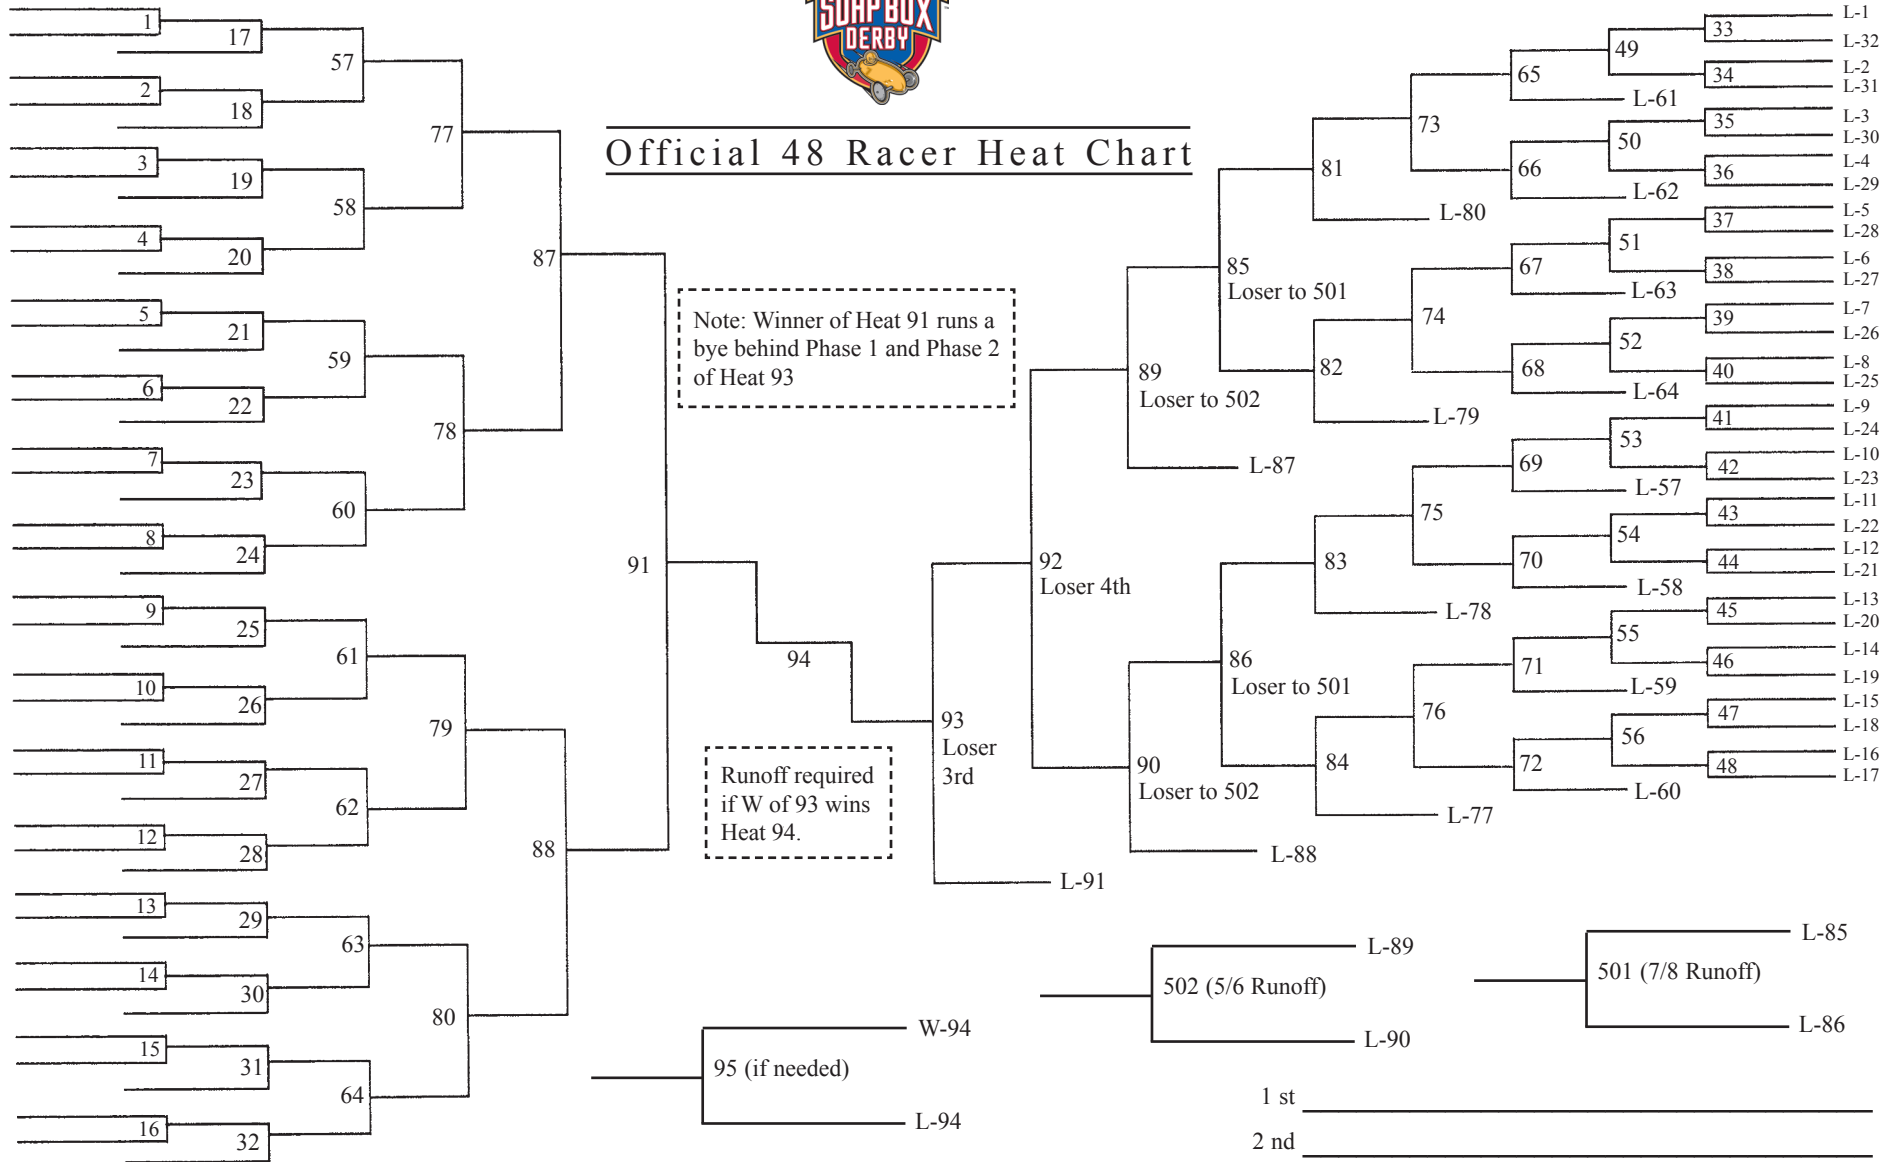 SOAP BOX
DERBY
Official 48 Racer Heat Chart
1
17
57
2
18
77
3
19
58
4
20
87
5
21
59
6
22
78
7
23
60
8
24
91
9
25
61
10
26
79
11
27
62
12
28
88
13
29
63
14
30
80
15
31
64
16
32
Note: Winner of Heat 91 runs a
bye behind Phase 1 and Phase 2
of Heat 93
94
Runoff required
if W of 93 wins
Heat 94.
93
Loser
3rd
L-91
92
Loser 4th
89
Loser to 502
L-87
90
Loser to 502
L-88
85
Loser to 501
86
Loser to 501
81
L-80
82
L-79
83
L-78
84
L-77
73
74
75
76
65
L-61
66
L-62
67
L-63
68
L-64
69
L-57
70
L-58
71
L-59
72
L-60
49
50
51
52
53
54
55
56
33
L-1
L-32
34
L-2
L-31
35
L-3
L-30
36
L-4
L-29
37
L-5
L-28
38
L-6
L-27
39
L-7
L-26
40
L-8
L-25
41
L-9
L-24
42
L-10
L-23
43
L-11
L-22
44
L-12
L-21
45
L-13
L-20
46
L-14
L-19
47
L-15
L-18
48
L-16
L-17
W-94
95 (if needed)
L-94
L-89
502 (5/6 Runoff)
L-90
L-85
501 (7/8 Runoff)
L-86
1 st
2 nd